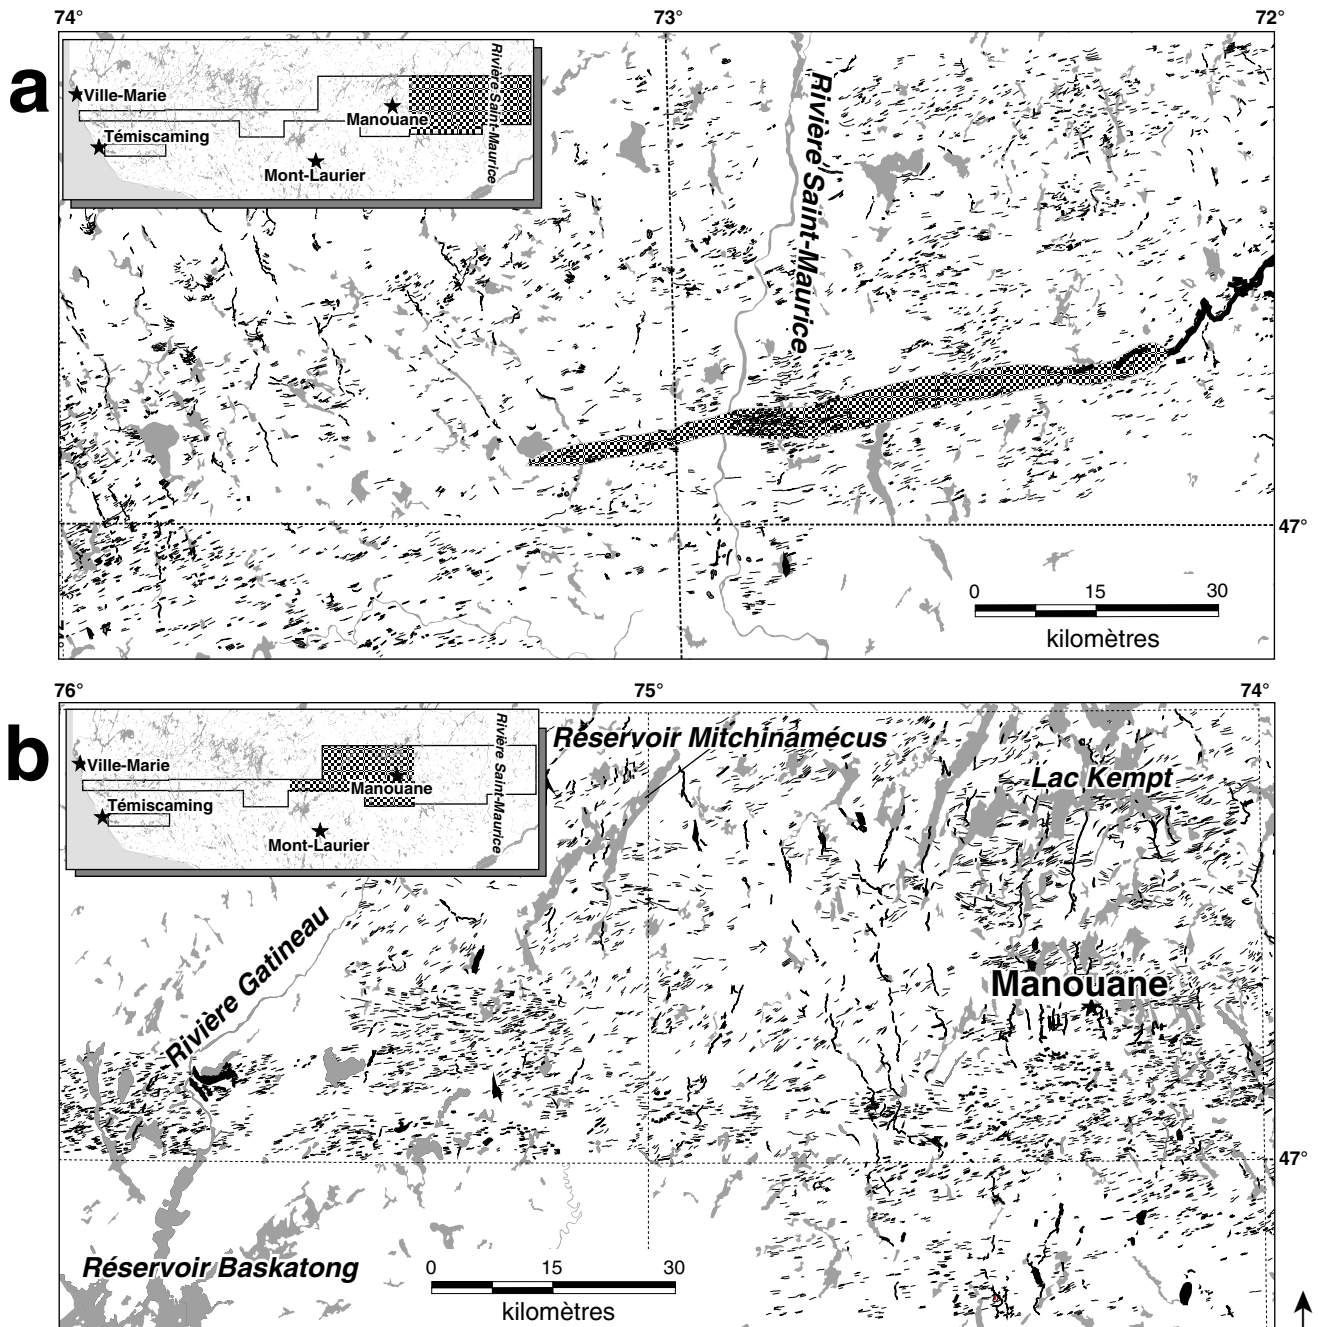 74°
73°
72°
a
Ville-Marie
Manouane
Témiscaming
Mont-Laurier
Rivière Saint-Maurice
Rivière Saint-Maurice
47°
0
15
30
kilomètres
76°
75°
74°
b
Ville-Marie
Manouane
Témiscaming
Mont-Laurier
Rivière Saint-Maurice
Réservoir Mitchinamécus
Lac Kempt
Rivière Gatineau
Manouane
47°
Réservoir Baskatong
0
15
30
kilomètres